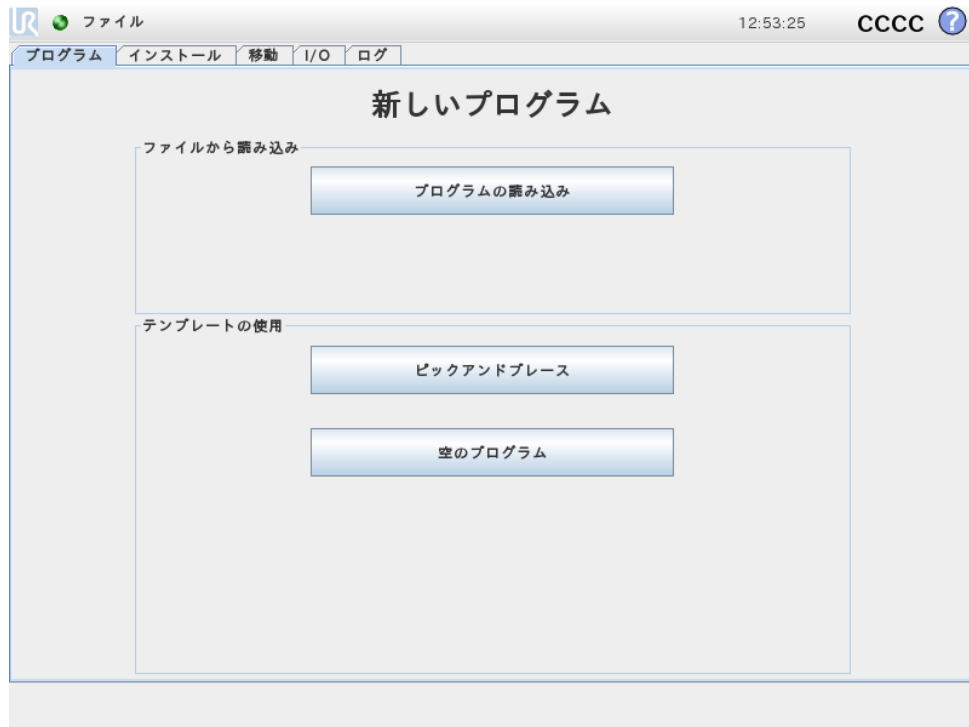 UR ファイル 12:53:25 CCCC ?
プログラム インストール 移動 I/O ログ
新しいプログラム
ファイルから読み込み
プログラムの読み込み
テンプレートの使用
ピックアンドプレース
空のプログラム